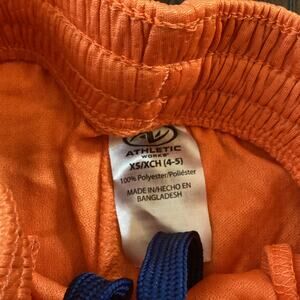 ATHLETIC
WORKS
XS/XCH (4-5)
100% Polyester/Poliéster
MADE IN/HECHO EN
BANGLADESH